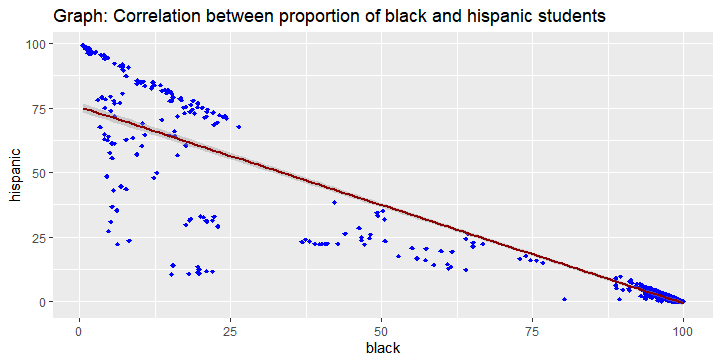 Graph: Correlation between proportion of black and hispanic students
100
75
50
25
0
hispanic
0 25 50 75 100
black